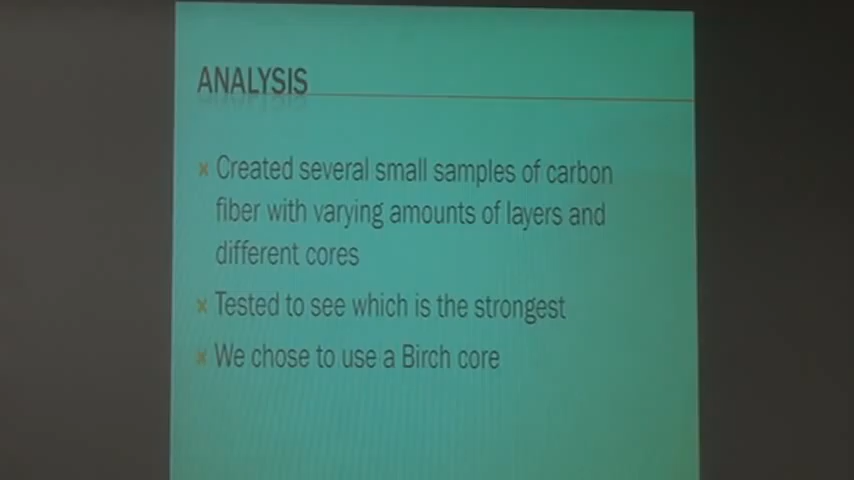 ANALYSIS
Created several small samples of carbon
fiber with varying amounts of layers and
different cores
Tested to see which is the strongest
We chose to use a Birch core